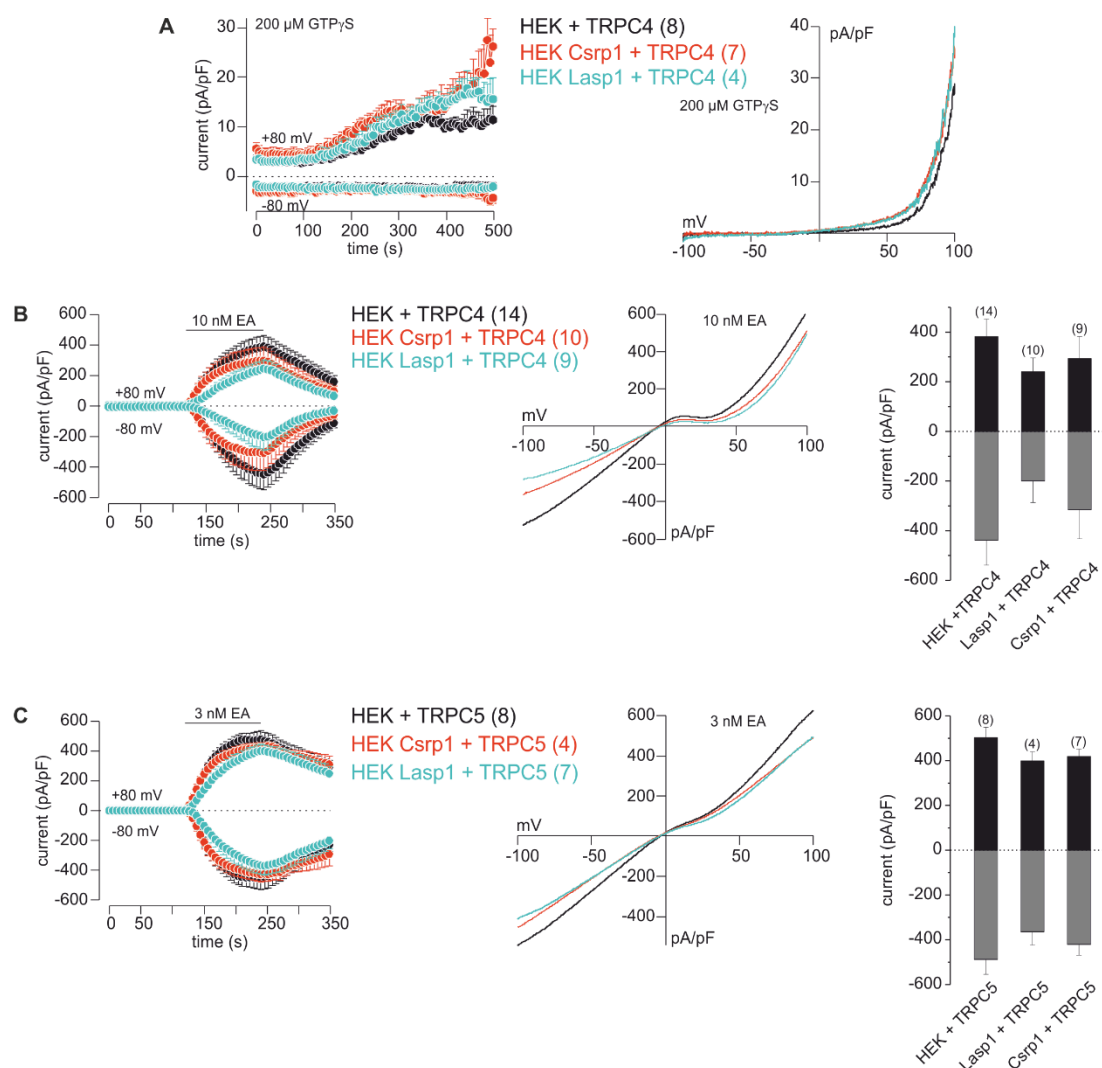 A
200 µM GTPγS
HEK + TRPC4 (8)
HEK Csrp1 + TRPC4 (7)
HEK Lasp1 + TRPC4 (4)
current (pA/pF)
30
20
10
0
+80 mV
-80 mV
0 100 200 300 400 500
time (s)
pA/pF
40
30
20
10
200 µM GTPγS
mV
-100 -50 50 100
B
10 nM EA
HEK + TRPC4 (14)
HEK Csrp1 + TRPC4 (10)
HEK Lasp1 + TRPC4 (9)
current (pA/pF)
600
400
200
0
-200
-400
-600
+80 mV
-80 mV
0 50 150 250 350
time (s)
10 nM EA
600
400
200
mV
-100 -50 50 100
-200
-400
-600
pA/pF
current (pA/pF)
400
200
0
-200
-400
-600
(14)
(10)
(9)
HEK +TRPC4
Lasp1 + TRPC4
Csrp1 + TRPC4
C
3 nM EA
HEK + TRPC5 (8)
HEK Csrp1 + TRPC5 (4)
HEK Lasp1 + TRPC5 (7)
current (pA/pF)
600
400
200
0
-200
-400
-600
+80 mV
-80 mV
0 50 150 250 350
time (s)
3 nM EA
600
400
200
mV
-100 -50 50 100
-200
-400
pA/pF
current (pA/pF)
600
400
200
0
-200
-400
-600
(8)
(4)
(7)
HEK + TRPC5
Lasp1 + TRPC5
Csrp1 + TRPC5